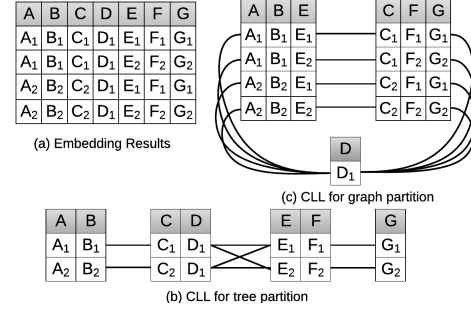 A B C D E F G
A₁ B₁ C₁ D₁ E₁ F₁ G₁
A₁ B₁ C₁ D₁ E₂ F₂ G₂
A₂ B₂ C₂ D₁ E₁ F₁ G₁
A₂ B₂ C₂ D₁ E₂ F₂ G₂
(a) Embedding Results
A B E
A₁ B₁ E₁
A₁ B₁ E₂
A₂ B₂ E₁
A₂ B₂ E₂
C F G
C₁ F₁ G₁
C₁ F₂ G₂
C₂ F₁ G₁
C₂ F₂ G₂
D
D₁
(c) CLL for graph partition
A B
A₁ B₁
A₂ B₂
C D
C₁ D₁
C₂ D₁
E F
E₁ F₁
E₂ F₂
G
G₁
G₂
(b) CLL for tree partition